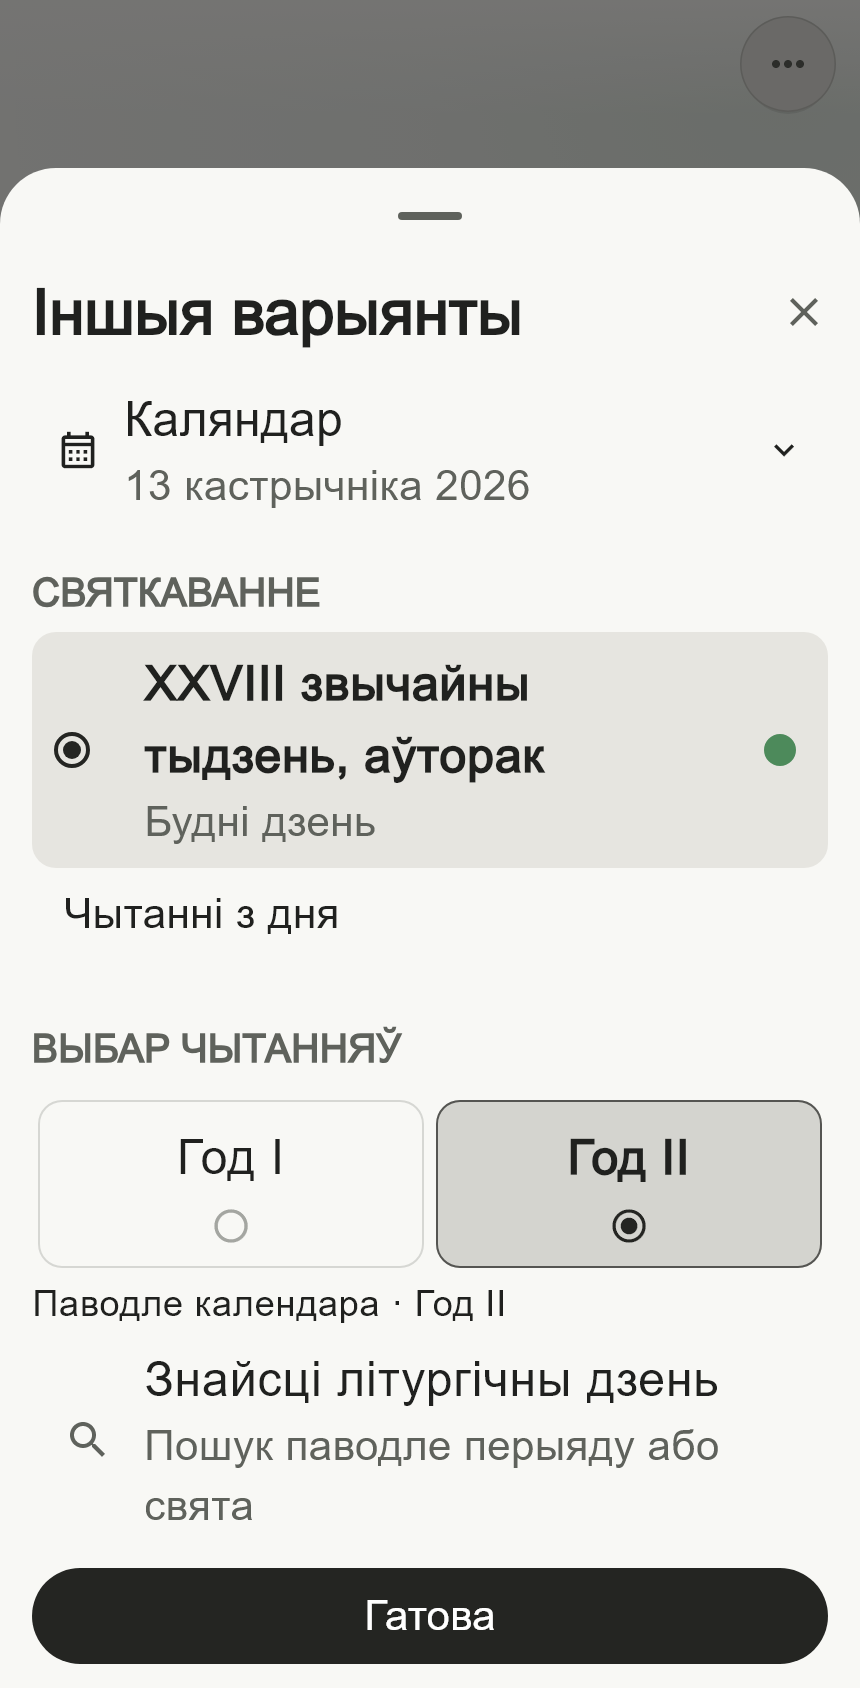 Іншыя варыянты
Каляндар
13 кастрычніка 2026
СВЯТКАВАННЕ
XXVIII звычайны
тыдзень, аўторак
Будні дзень
Чытанні з дня
ВЫБАР ЧЫТАННЯЎ
Год I
Год II
Паводле календара · Год II
Знайсці літургічны дзень
Пошук паводле перыяду або
свята
Гатова